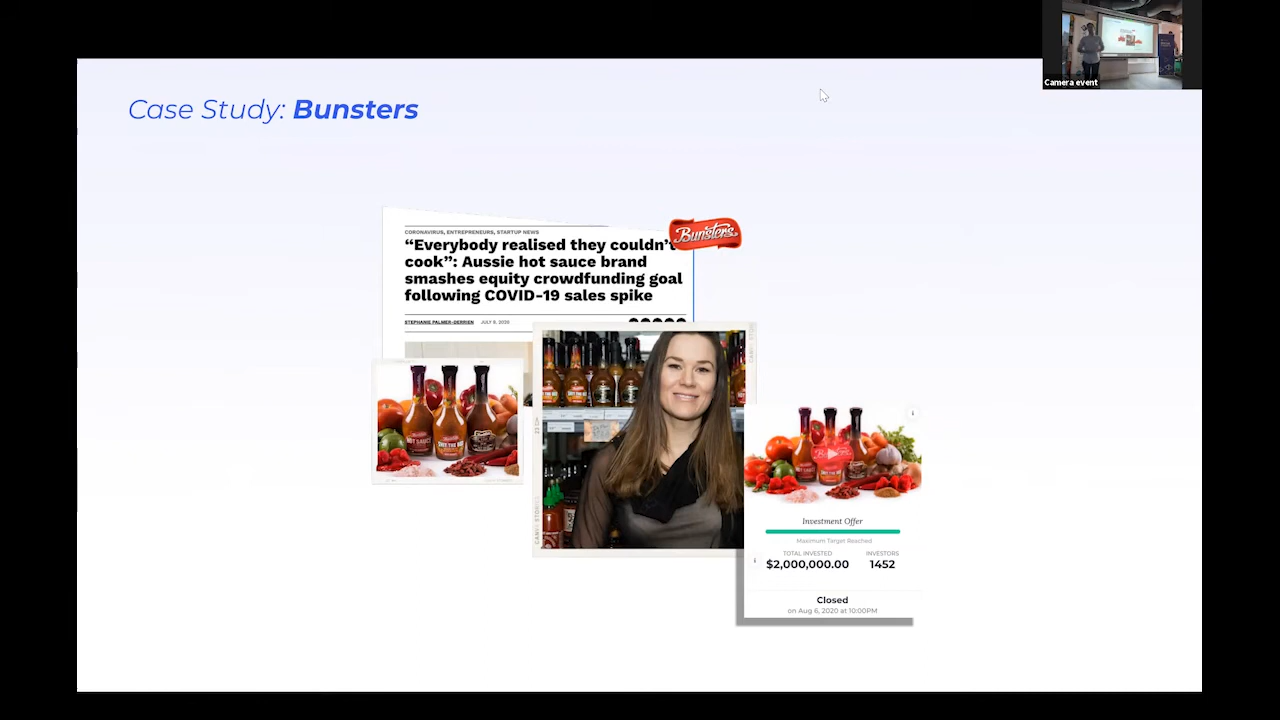 Camera event
Case Study: Bunsters
CORONAVIRUS, ENTREPRENEURS, STARTUP NEWS
Bunsters
“Everybody realised they couldn’t
cook”: Aussie hot sauce brand
smashes equity crowdfunding goal
following COVID-19 sales spike
STEPHANIE PALMER-DERRIEN JULY 8, 2020
Investment Offer
Maximum Target Reached
TOTAL INVESTED INVESTORS
$2,000,000.00 1452
Closed
on Aug 6, 2020 at 10:00PM